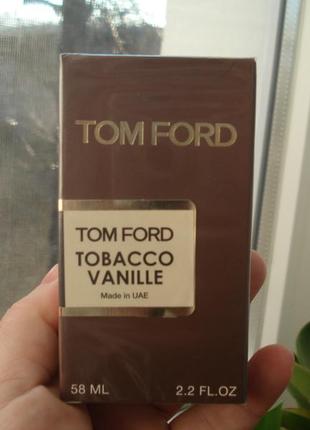 TOM FORD
TOM FORD
TOBACCO
VANILLE
Made in UAE
58 ML 2.2 FL.OZ